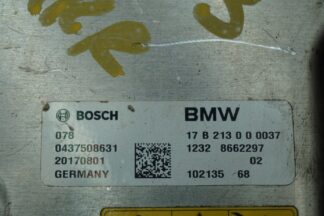 BOSCH BMW
078 17 B 213 0 0 0037
0437508631 1232 8662297
20170801 02
GERMANY 102135 68